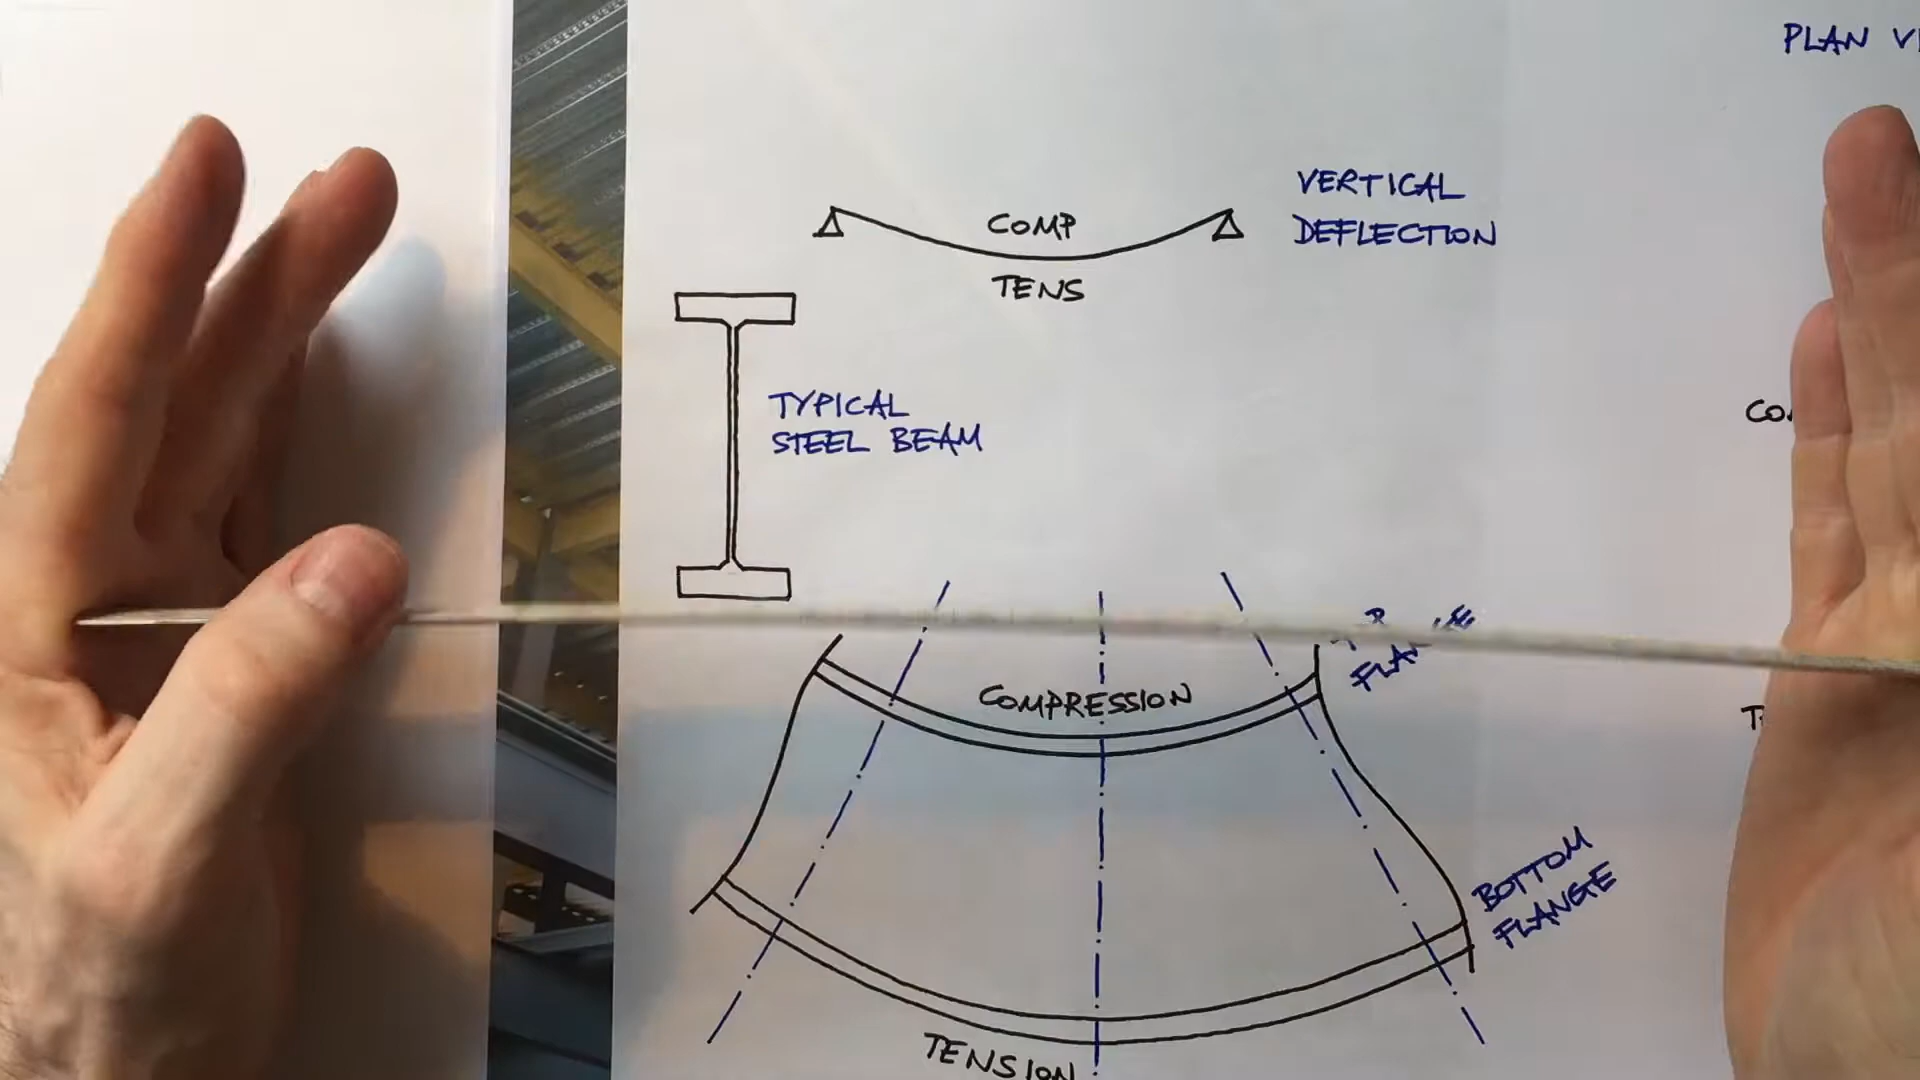 PLAN
VERTICAL
DEFLECTION
COMP
TENS
TYPICAL
STEEL BEAM
COMPRESSION
BOTTOM
FLANGE
TENSION